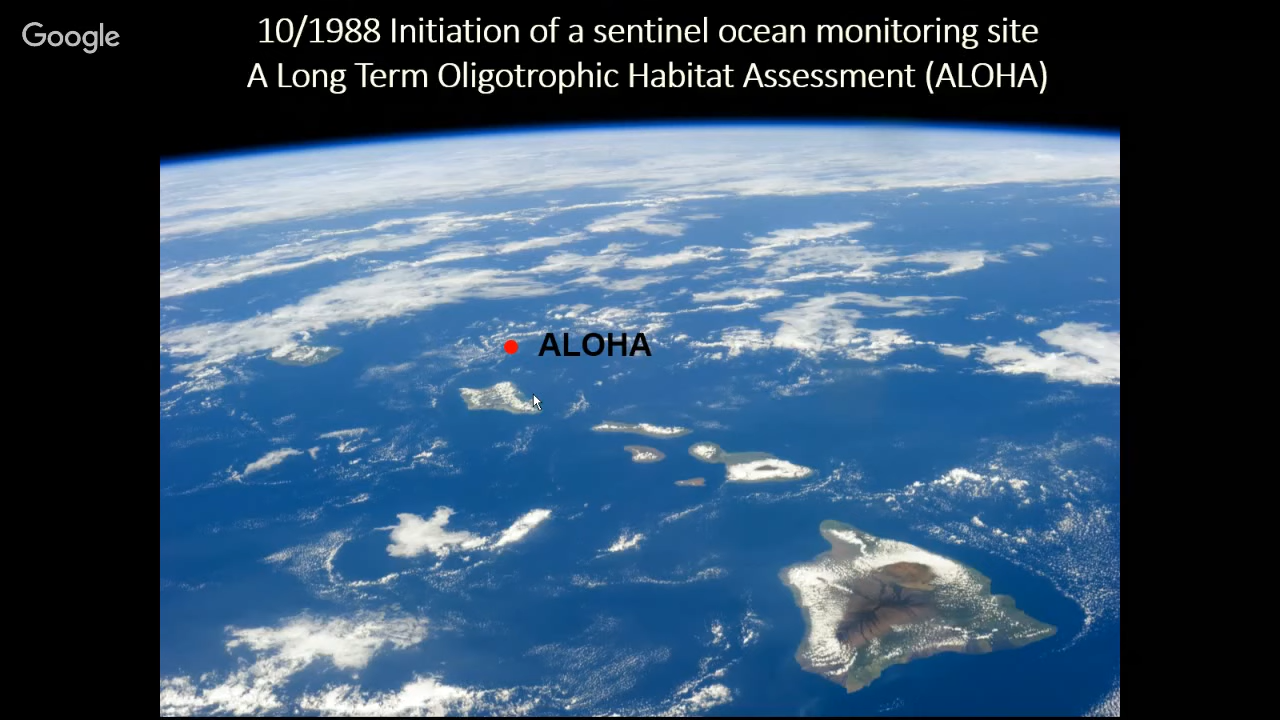 Google
10/1988 Initiation of a sentinel ocean monitoring site
A Long Term Oligotrophic Habitat Assessment (ALOHA)
ALOHA